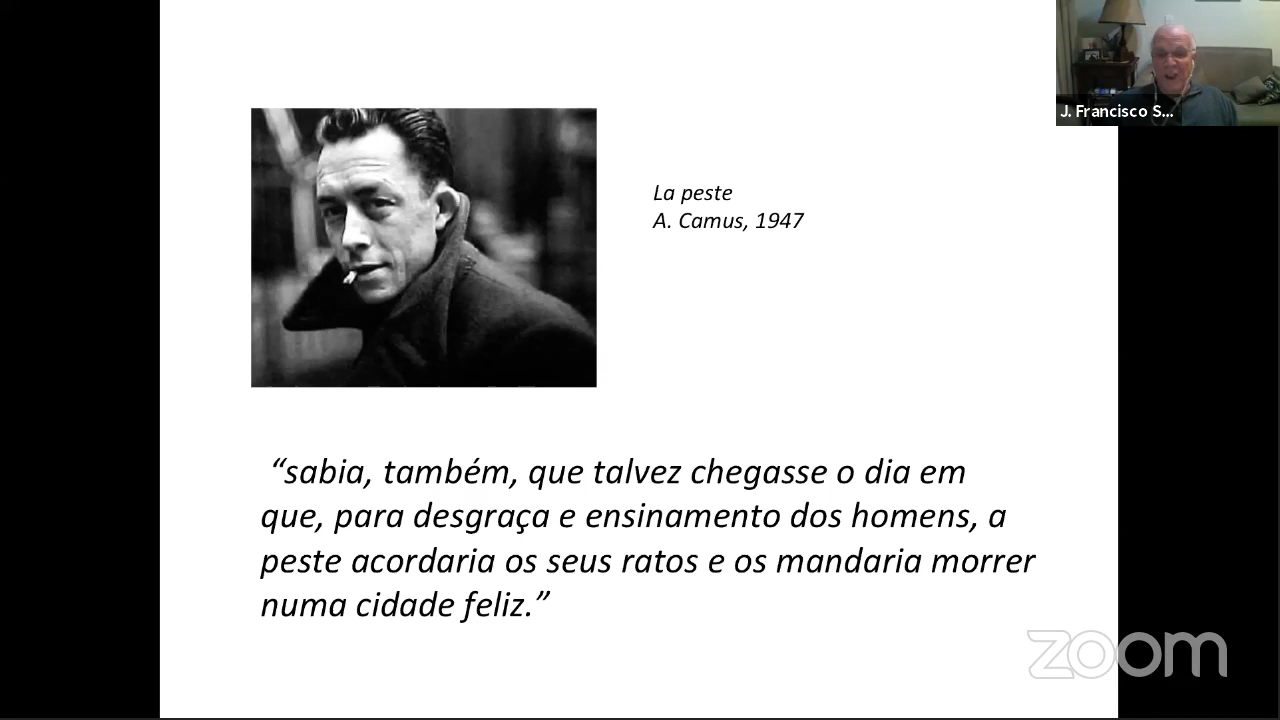 J. Francisco S...
La peste
A. Camus, 1947
“sabia, também, que talvez chegasse o dia em
que, para desgraça e ensinamento dos homens, a
peste acordaria os seus ratos e os mandaria morrer
numa cidade feliz.”
zoom